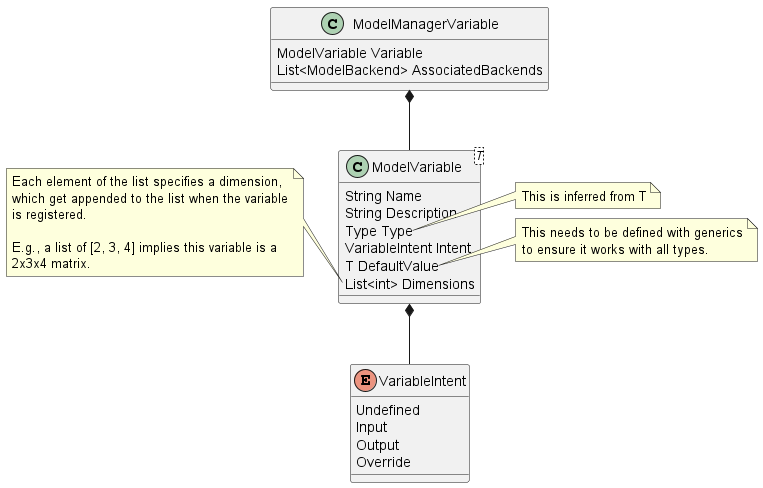 C ModelManagerVariable
ModelVariable Variable
List<ModelBackend> AssociatedBackends
C ModelVariable
T
String Name
String Description
Type Type
VariableIntent Intent
T DefaultValue
List<int> Dimensions
Each element of the list specifies a dimension,
which get appended to the list when the variable
is registered.
E.g., a list of [2, 3, 4] implies this variable is a
2x3x4 matrix.
This is inferred from T
This needs to be defined with generics
to ensure it works with all types.
E VariableIntent
Undefined
Input
Output
Override